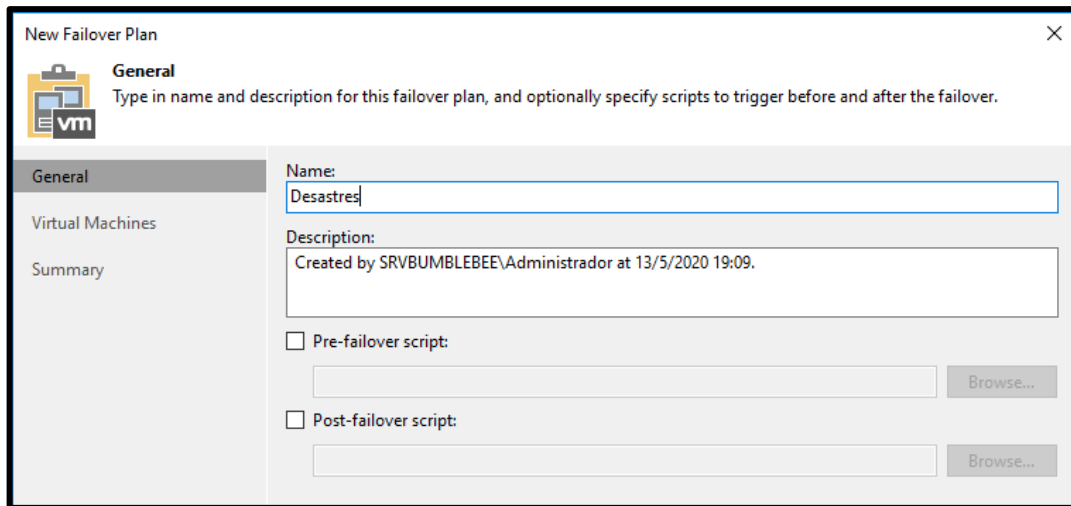 New Failover Plan
General
Type in name and description for this failover plan, and optionally specify scripts to trigger before and after the failover.
vm
General
Virtual Machines
Summary
Name:
Desastres
Description:
Created by SRVBUMBLEBEE\Administrador at 13/5/2020 19:09.
Pre-failover script:
Browse...
Post-failover script:
Browse...